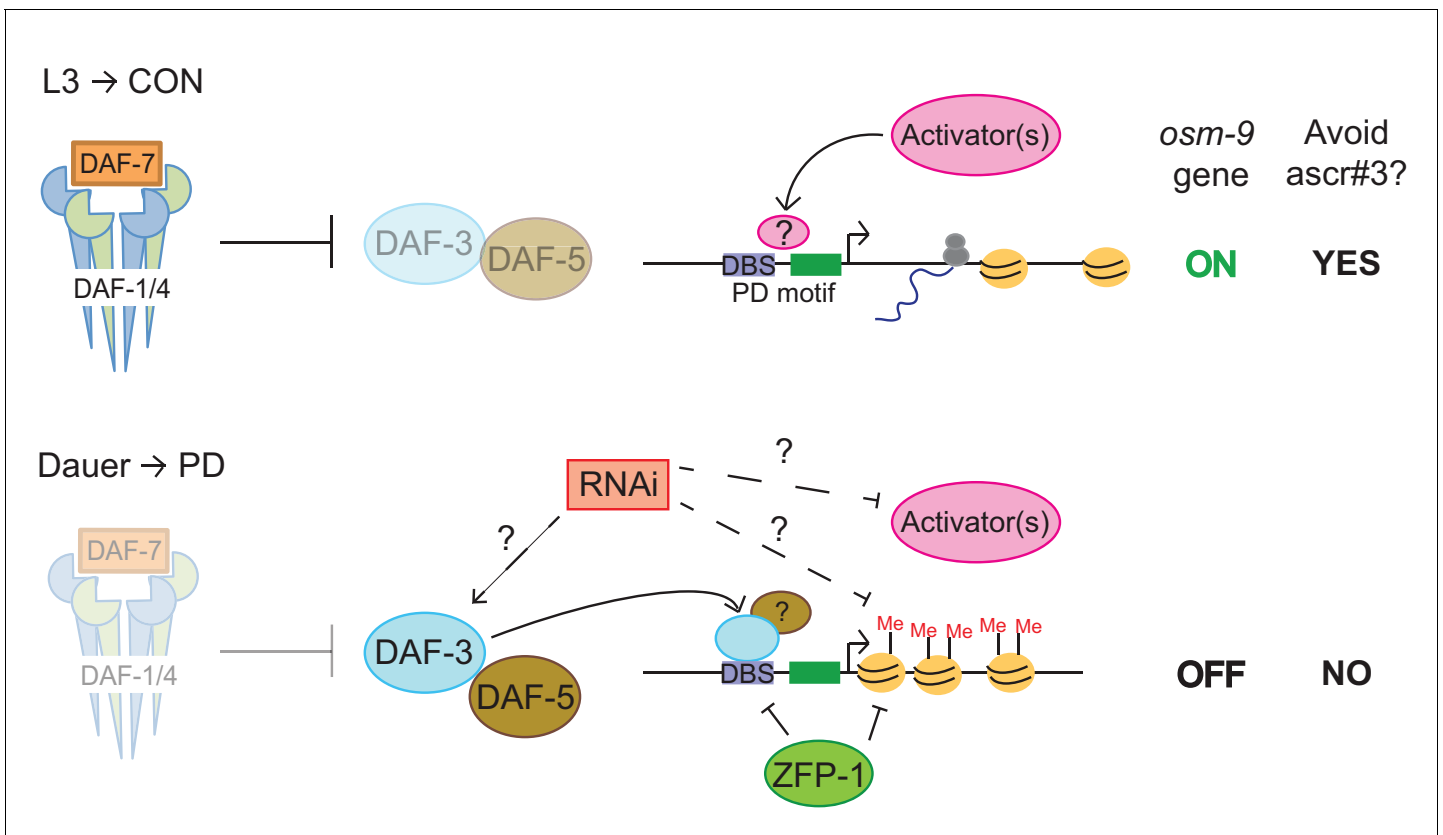 L3 → CON
DAF-7
DAF-1/4
DAF-3
DAF-5
Activator(s)
?
DBS
PD motif
osm-9
gene
Avoid
ascr#3?
ON
YES
Dauer → PD
DAF-7
DAF-1/4
RNAi
?
?
?
Activator(s)
DAF-3
DAF-5
?
DBS
Me
Me
Me
Me
Me
ZFP-1
OFF
NO